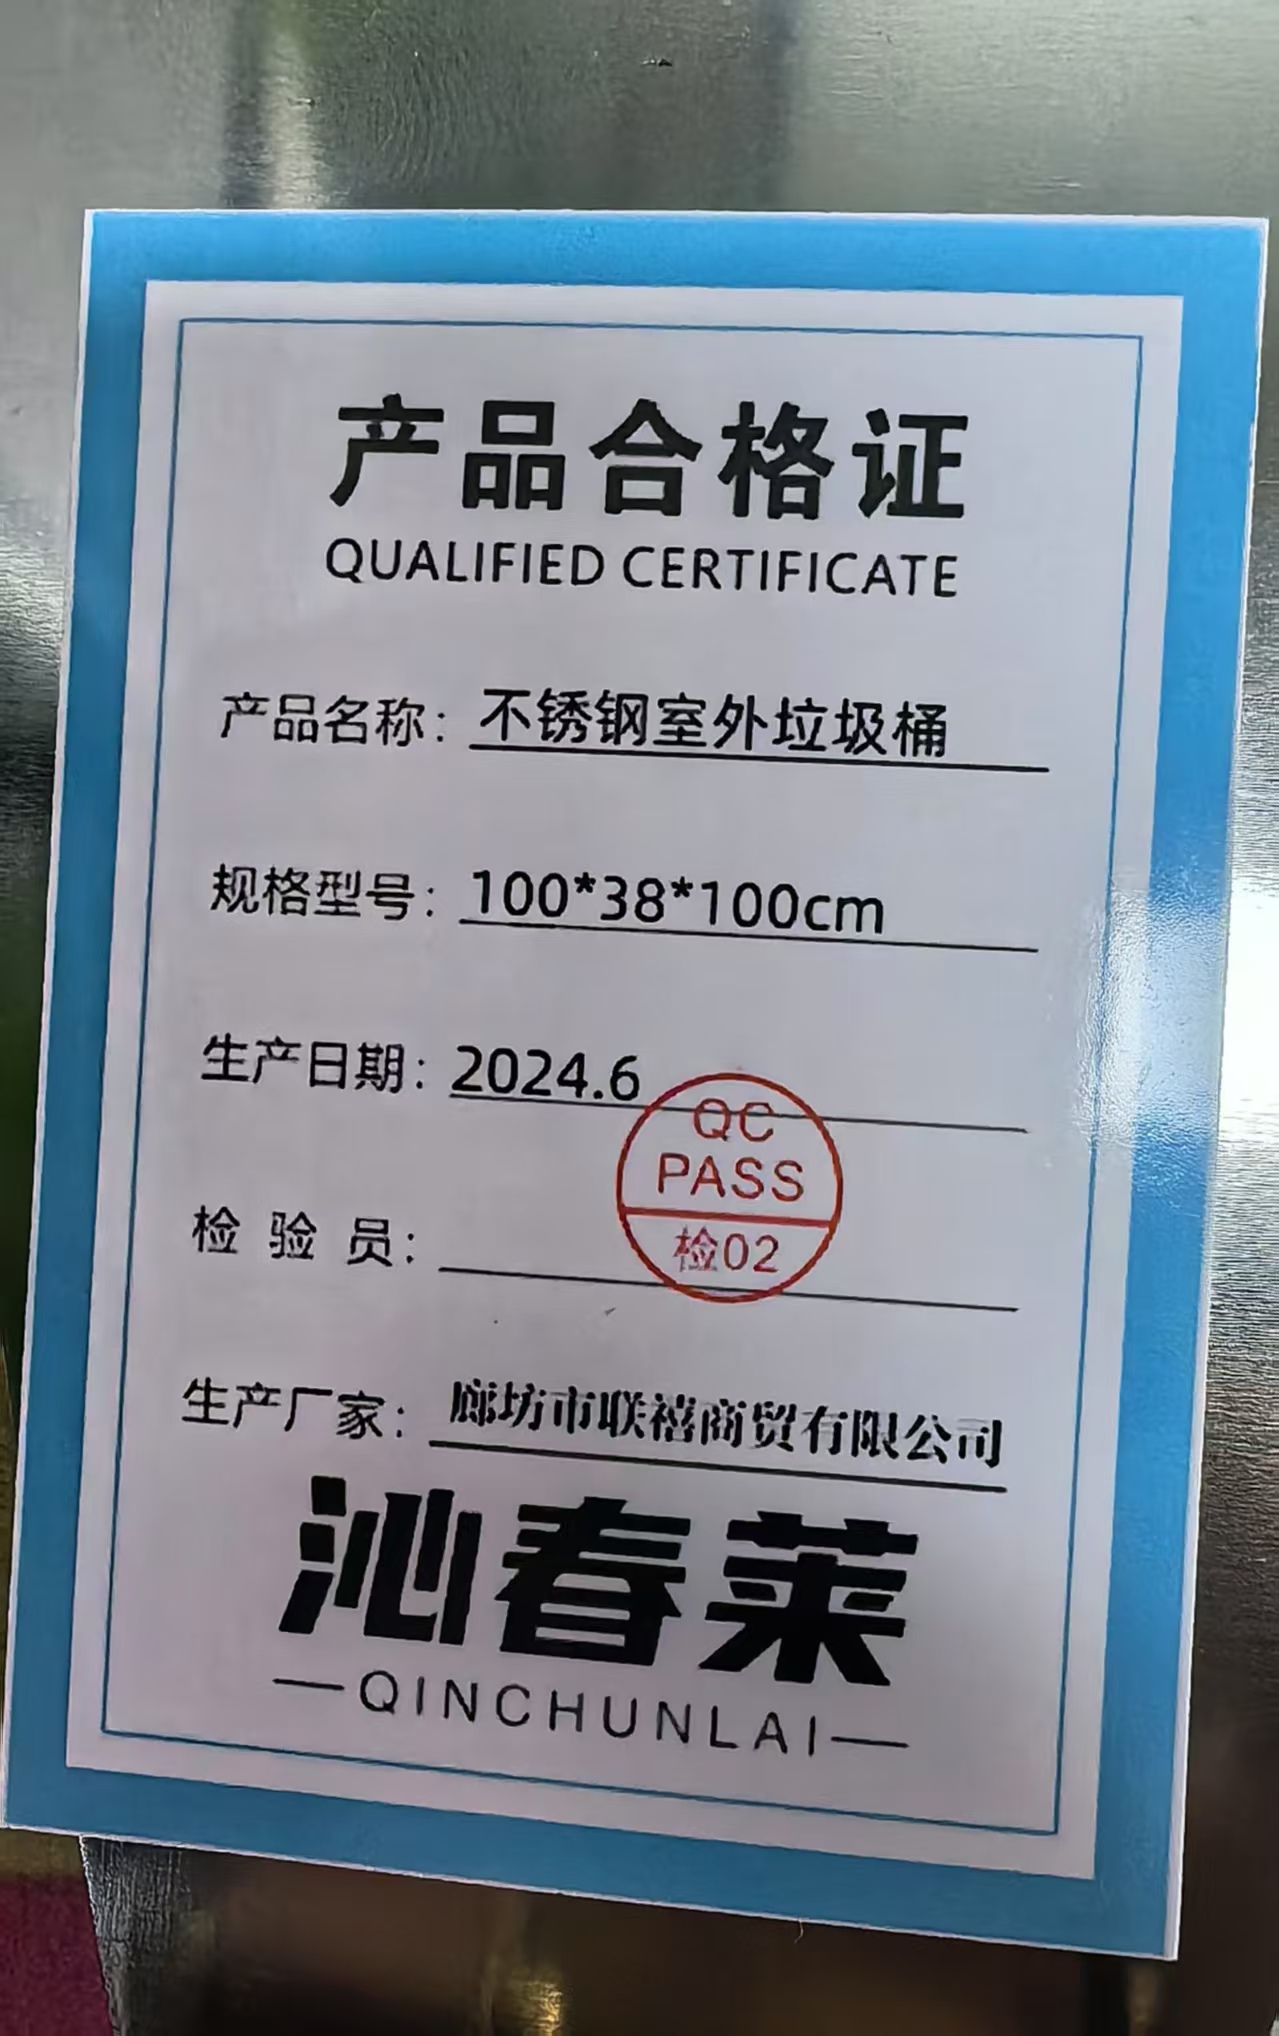 产品合格证
QUALIFIED CERTIFICATE
产品名称：不锈钢室外垃圾桶
规格型号：100*38*100cm
生产日期：2024.6
QC
PASS
检02
检 验 员：
生产厂家：廊坊市联禧商贸有限公司
沁春莱
—QINCHUNLAI—